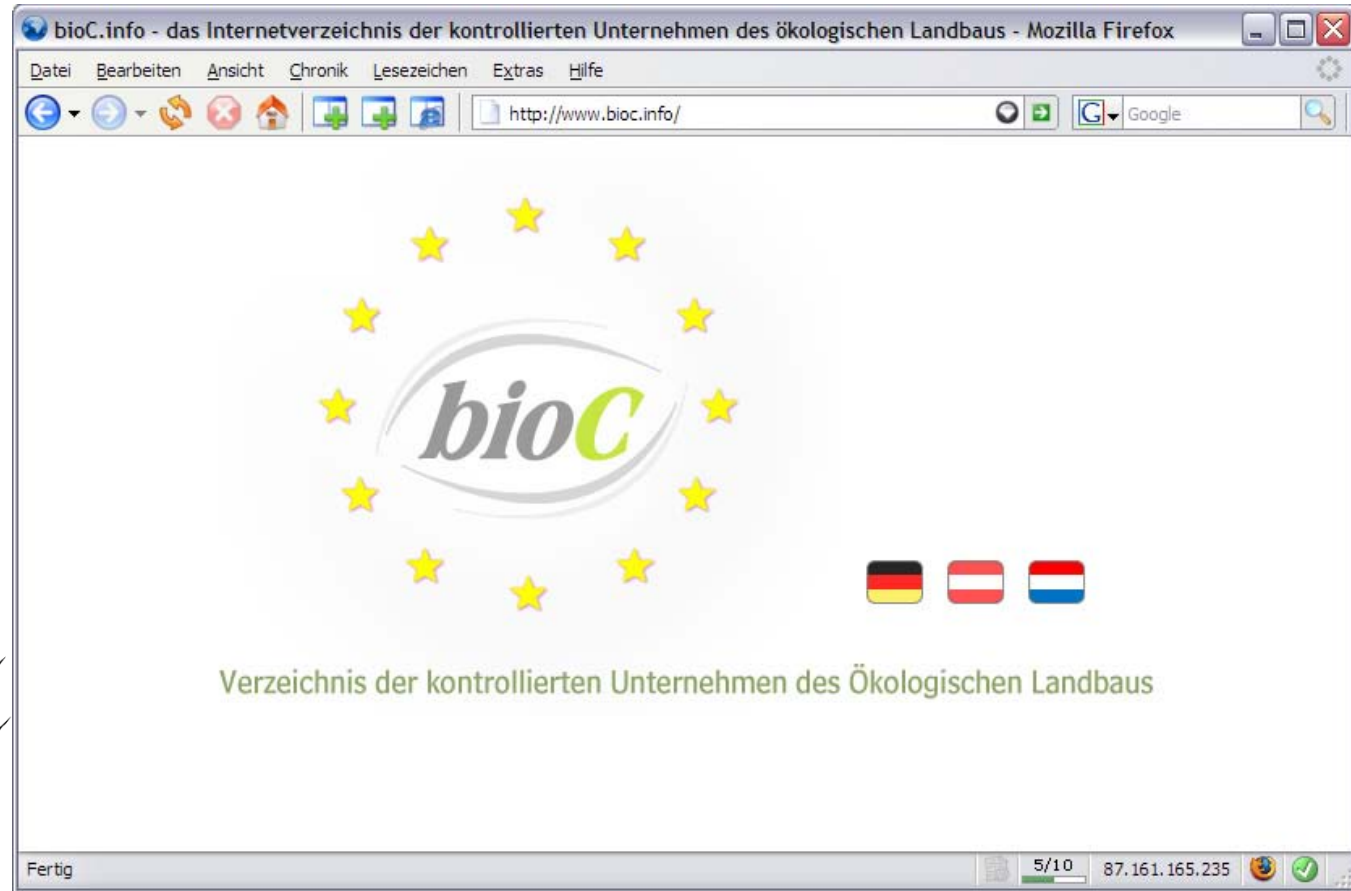 bioC.info - das Internetverzeichnis der kontrollierten Unternehmen des ökologischen Landbaus - Mozilla Firefox
Datei Bearbeiten Ansicht Chronik Lesezeichen Extras Hilfe
http://www.bioc.info/ G Google
bioC
Verzeichnis der kontrollierten Unternehmen des Ökologischen Landbaus
Fertig 5/10 87.161.165.235